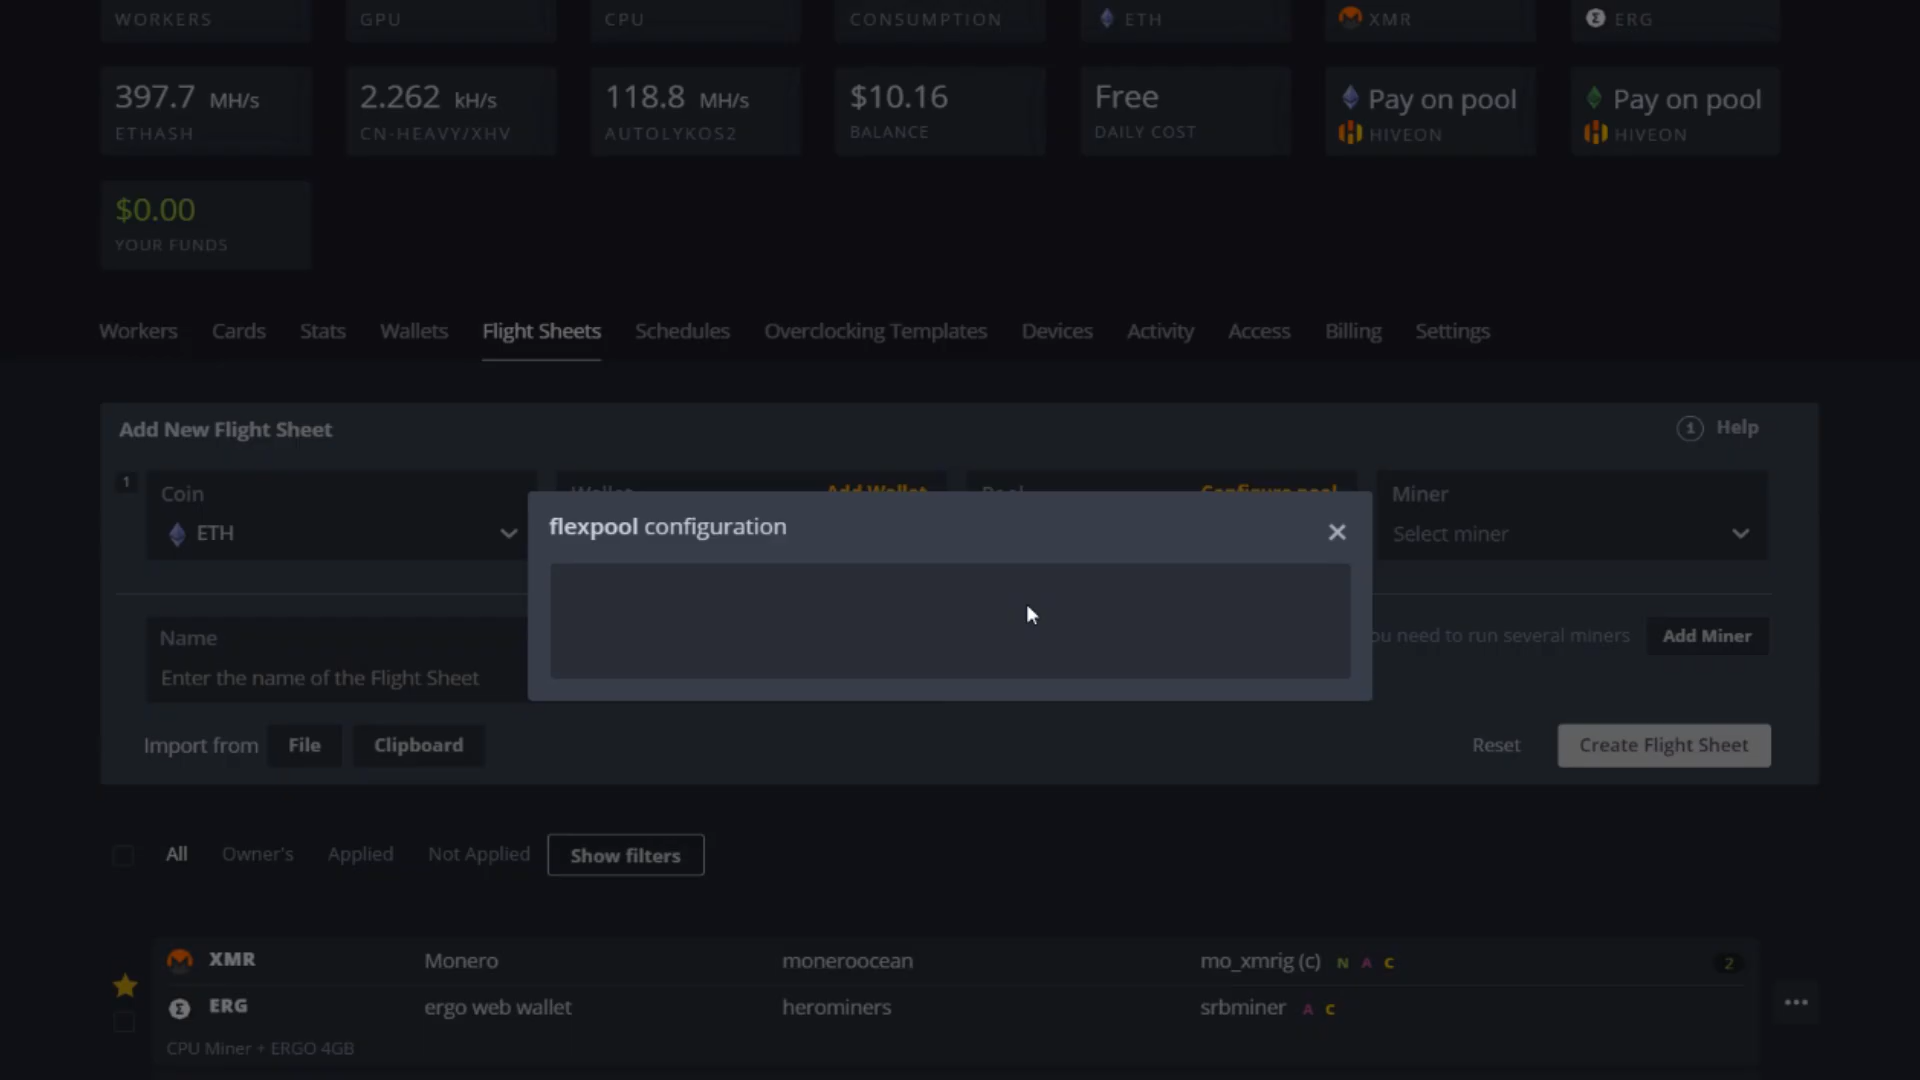 WORKERS GPU CPU CONSUMPTION ETH XMR ERG
397.7 MH/s 2.262 kH/s 118.8 MH/s $10.16 Free Pay on pool Pay on pool
ETHASH CN-HEAVY/XHV AUTOLYKOS2 BALANCE DAILY COST HIVEON HIVEON
$0.00
YOUR FUNDS
Workers Cards Stats Wallets Flight Sheets Schedules Overclocking Templates Devices Activity Access Billing Settings
Add New Flight Sheet Help
1 Coin Wallet Add Wallet Pool Configure pool Miner
ETH Select miner
flexpool configuration
Name ou need to run several miners Add Miner
Enter the name of the Flight Sheet
Import from File Clipboard Reset Create Flight Sheet
All Owner's Applied Not Applied Show filters
XMR Monero moneroocean mo_xmrig (c) N A C 2
ERG ergo web wallet herominers srbminer A C
CPU Miner + ERGO 4GB